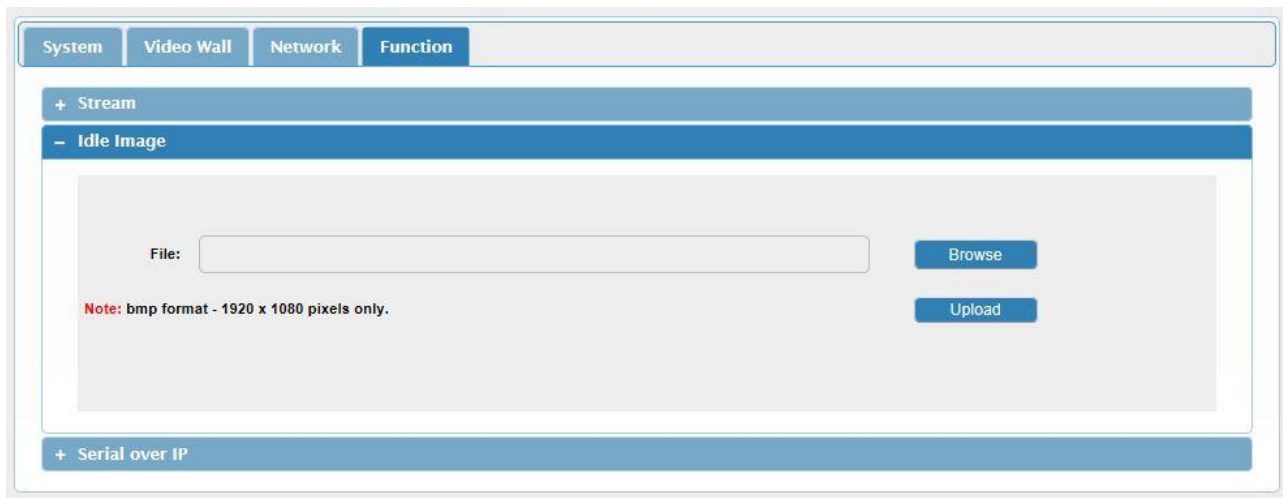 System Video Wall Network Function
+ Stream
– Idle Image
File: Browse
Note: bmp format - 1920 x 1080 pixels only. Upload
+ Serial over IP